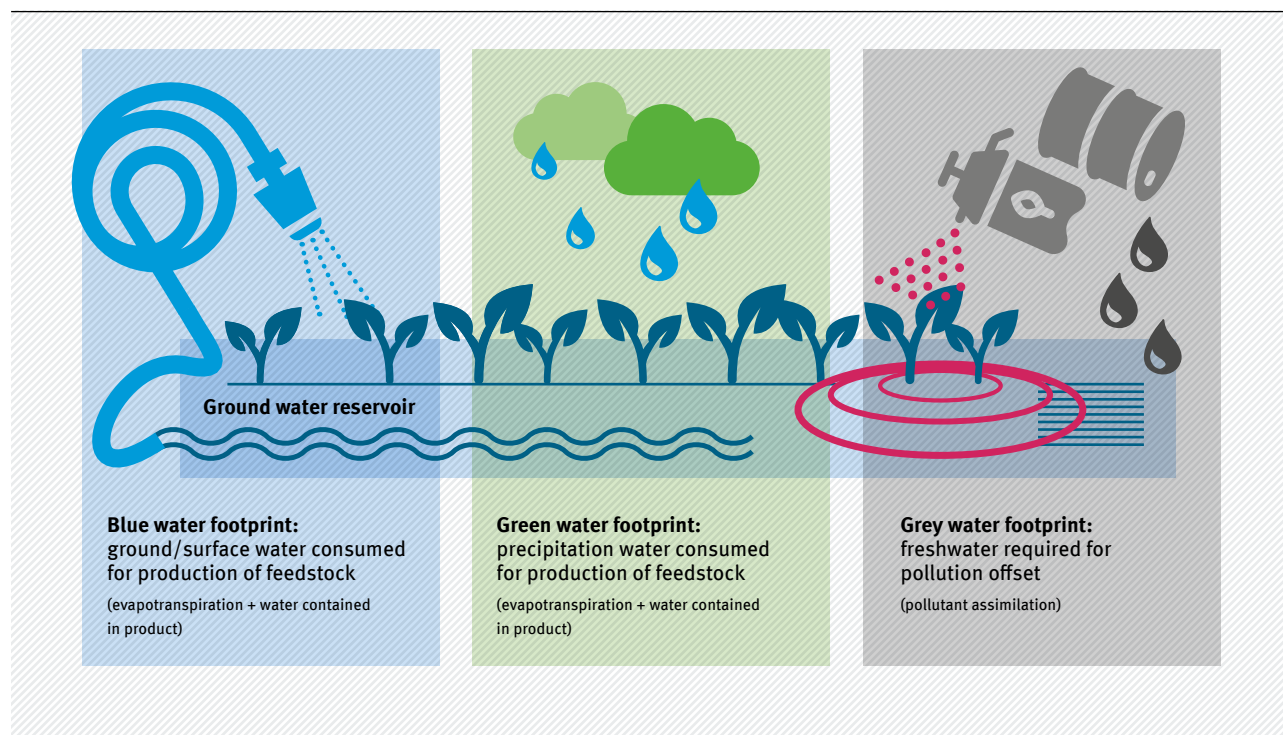 Ground water reservoir
Blue water footprint:
ground/surface water consumed
for production of feedstock
(evapotranspiration + water contained
in product)
Green water footprint:
precipitation water consumed
for production of feedstock
(evapotranspiration + water contained
in product)
Grey water footprint:
freshwater required for
pollution offset
(pollutant assimilation)